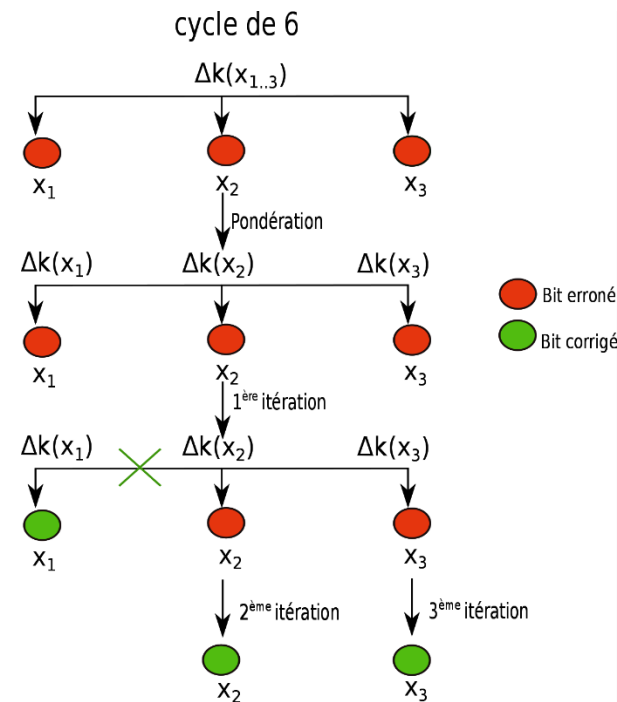 cycle de 6
Δk(x₁..₃)
x₁ x₂ x₃
Pondération
Δk(x₁) Δk(x₂) Δk(x₃)
Bit erroné
Bit corrigé
x₁ x₂ x₃
1ère itération
Δk(x₁) Δk(x₂) Δk(x₃)
x₁ x₂ x₃
2ème itération 3ème itération
x₂ x₃